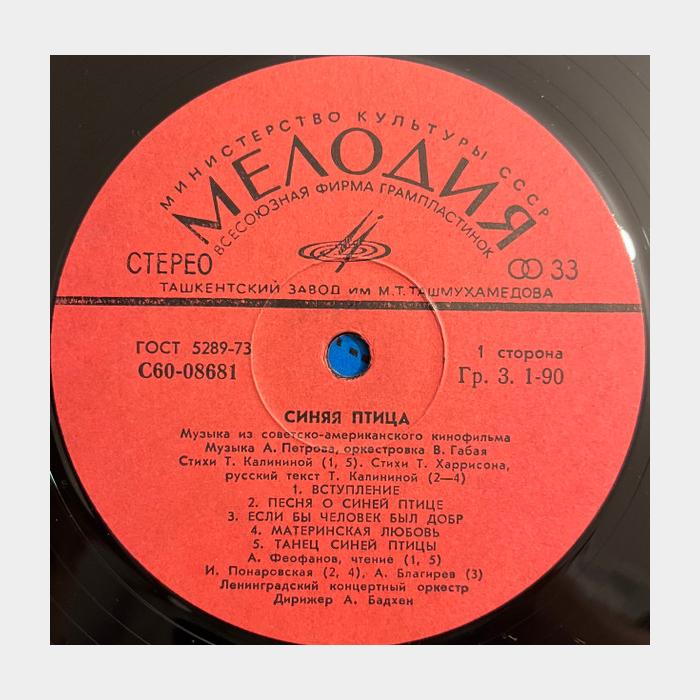 МИНИСТЕРСТВО КУЛЬТУРЫ СССР
МЕЛОДИЯ
ВСЕСОЮЗНАЯ ФИРМА ГРАМПЛАСТИНОК
СТЕРЕО
33
ТАШКЕНТСКИЙ ЗАВОД им М.Т.ТАШМУХАМЕДОВА
ГОСТ 5289-73
1 сторона
С60-08681
Гр. 3. 1-90
СИНЯЯ ПТИЦА
Музыка из советско-американского кинофильма
Музыка А. Петрова, оркестровка В. Габая
Стихи Т. Калининой (1, 5). Стихи Т. Харрисона,
русский текст Т. Калининой (2—4)
1. ВСТУПЛЕНИЕ
2. ПЕСНЯ О СИНЕЙ ПТИЦЕ
3. ЕСЛИ БЫ ЧЕЛОВЕК БЫЛ ДОБР
4. МАТЕРИНСКАЯ ЛЮБОВЬ
5. ТАНЕЦ СИНЕЙ ПТИЦЫ
А. Феофанов, чтение (1, 5)
И. Понаровская (2, 4), А. Благирев (3)
Ленинградский концертный оркестр
Дирижер А. Бадхен